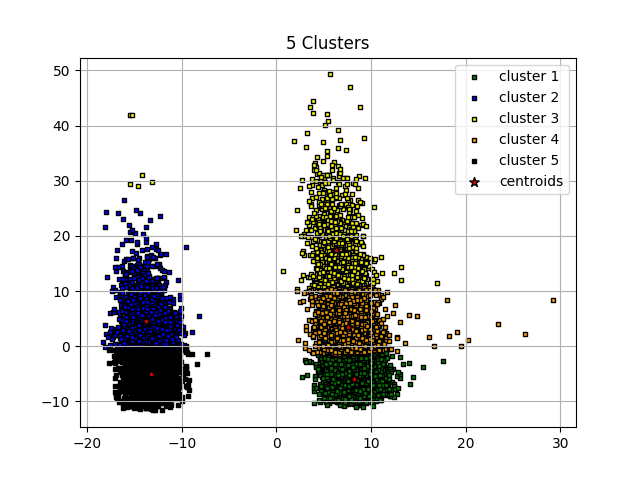 5 Clusters
cluster 1
cluster 2
cluster 3
cluster 4
cluster 5
centroids
50
40
30
20
10
0
−10
−20 −10 0 10 20 30